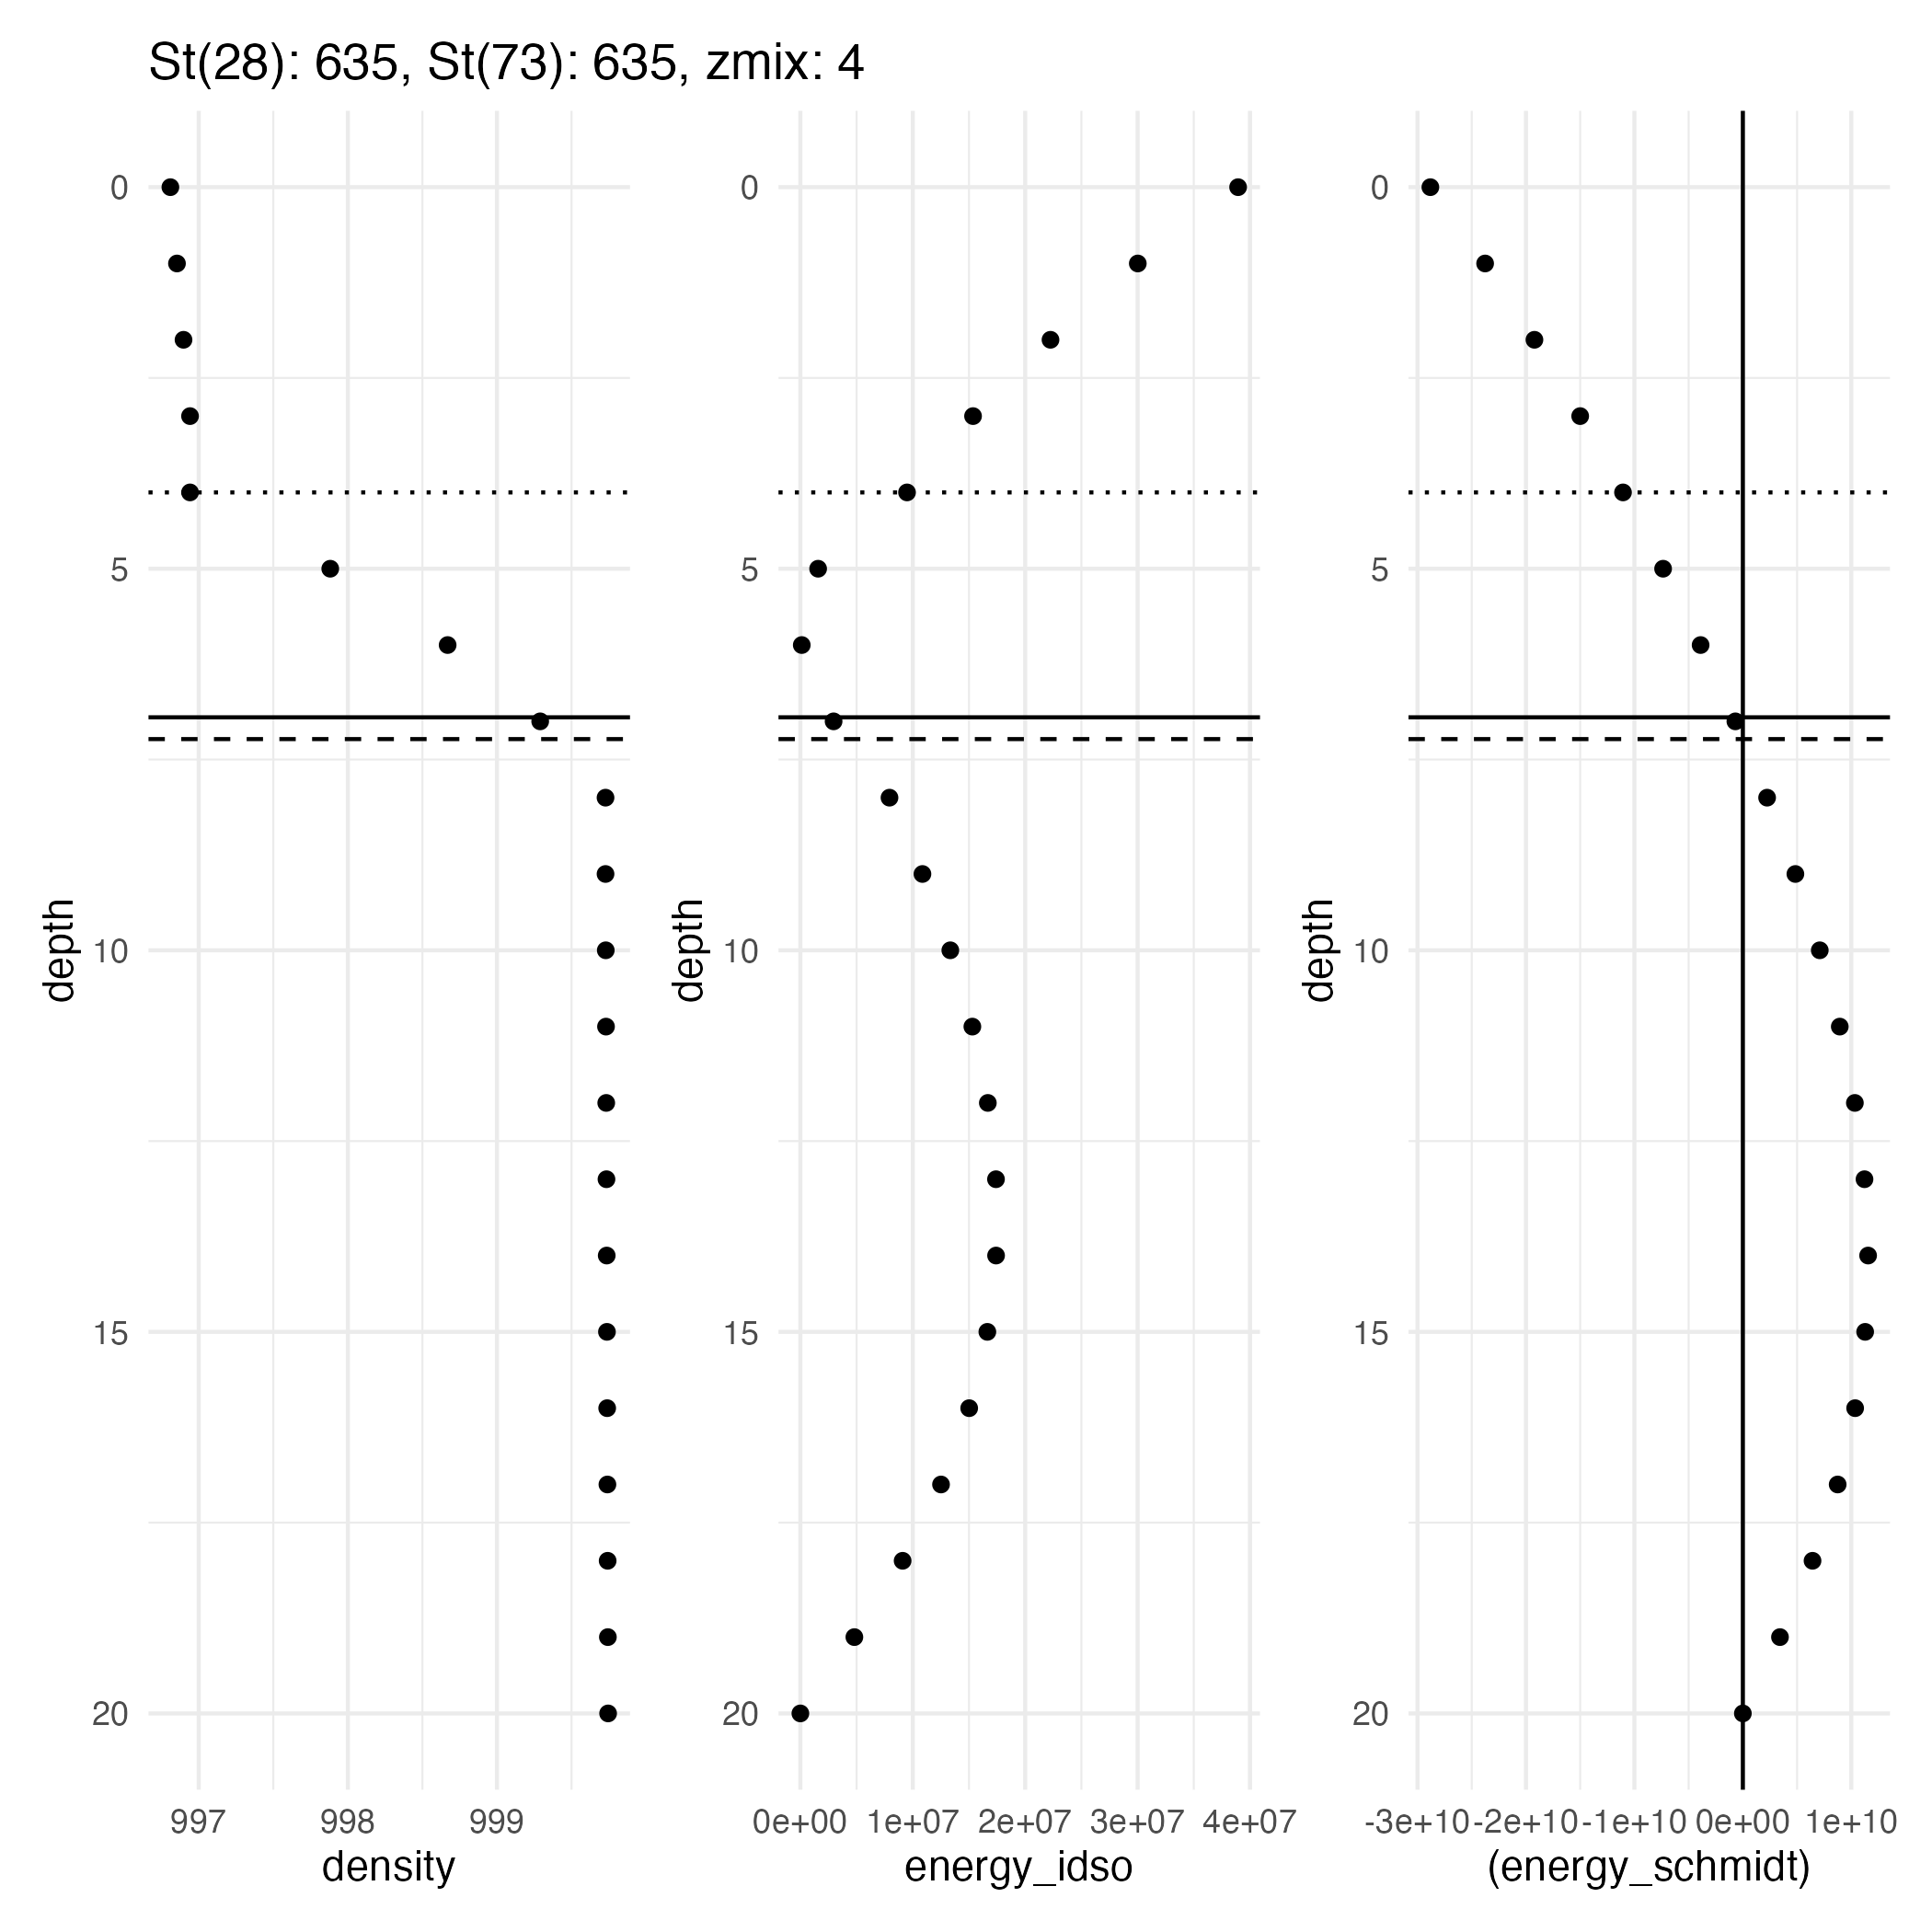 St(28): 635, St(73): 635, zmix: 4
depth
0
5
10
15
20
997
998
999
density
depth
0
5
10
15
20
0e+00
1e+07
2e+07
3e+07
4e+07
energy_idso
depth
0
5
10
15
20
-3e+10
-2e+10
-1e+10
0e+00
1e+10
(energy_schmidt)